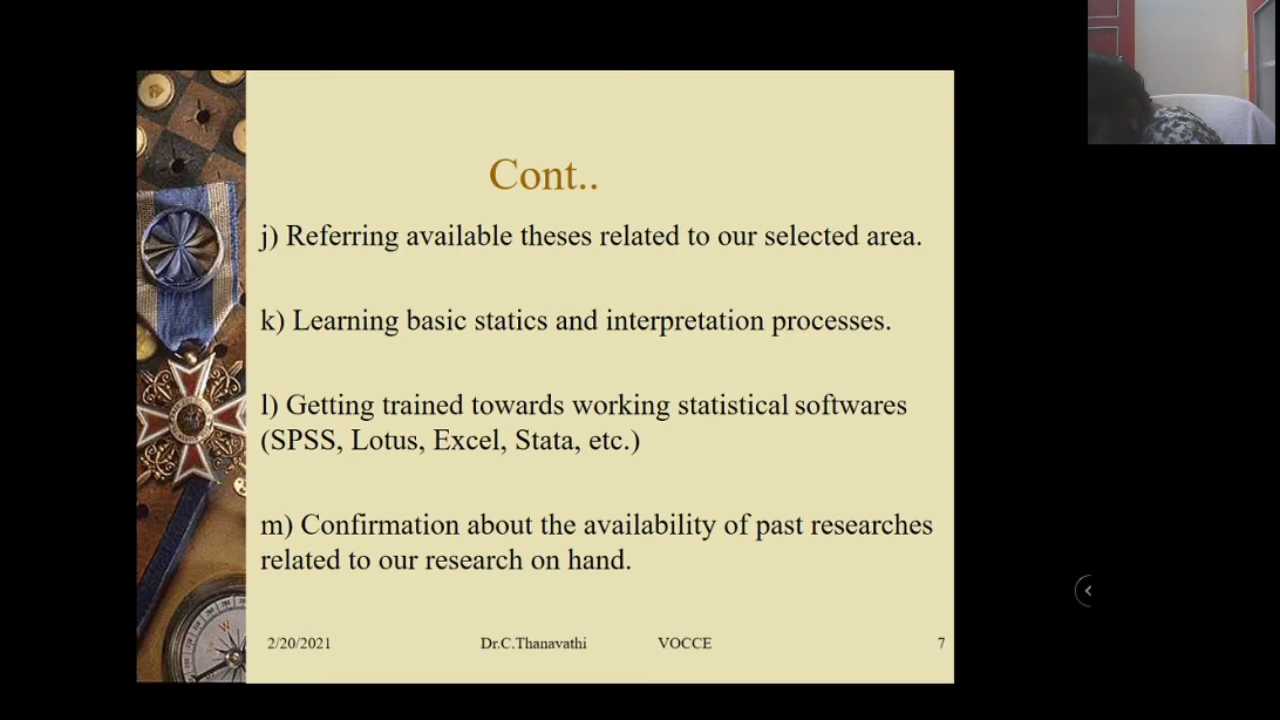 Cont..
j) Referring available theses related to our selected area.
k) Learning basic statics and interpretation processes.
l) Getting trained towards working statistical softwares
(SPSS, Lotus, Excel, Stata, etc.)
m) Confirmation about the availability of past researches
related to our research on hand.
2/20/2021 Dr.C.Thanavathi VOCCE 7